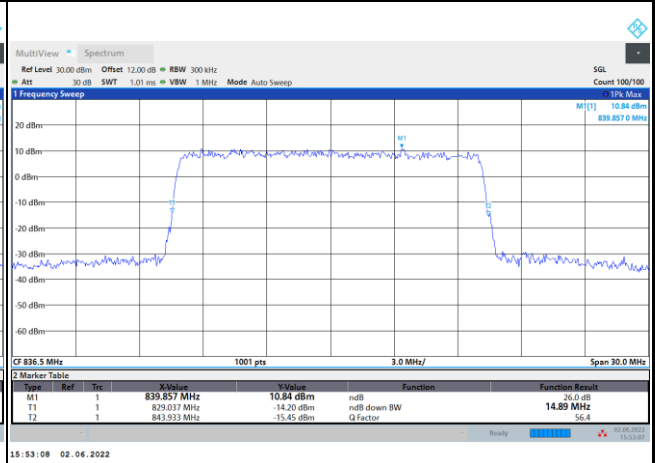 MultiView Spectrum
Ref Level 30.00 dBm Offset 12.00 dB RBW 300 kHz SGL
Att 30 dB SWT 1.01 ms VBW 1 MHz Mode Auto Sweep Count 100/100
1 Frequency Sweep 1Pk Max
M1[1] 10.84 dBm
839.857 0 MHz
20 dBm
M1
10 dBm
0 dBm
-10 dBm
-20 dBm
-30 dBm
-40 dBm
-50 dBm
-60 dBm
CF 836.5 MHz 1001 pts 3.0 MHz/ Span 30.0 MHz
2 Marker Table
Type Ref Trc X-Value Y-Value Function Function Result
M1 1 839.857 MHz 10.84 dBm ndB 26.0 dB
T1 1 829.037 MHz -14.20 dBm ndB down BW 14.89 MHz
T2 1 843.933 MHz -15.45 dBm Q Factor 56.4
Ready 02.06.2022
15:53:07
15:53:08 02.06.2022